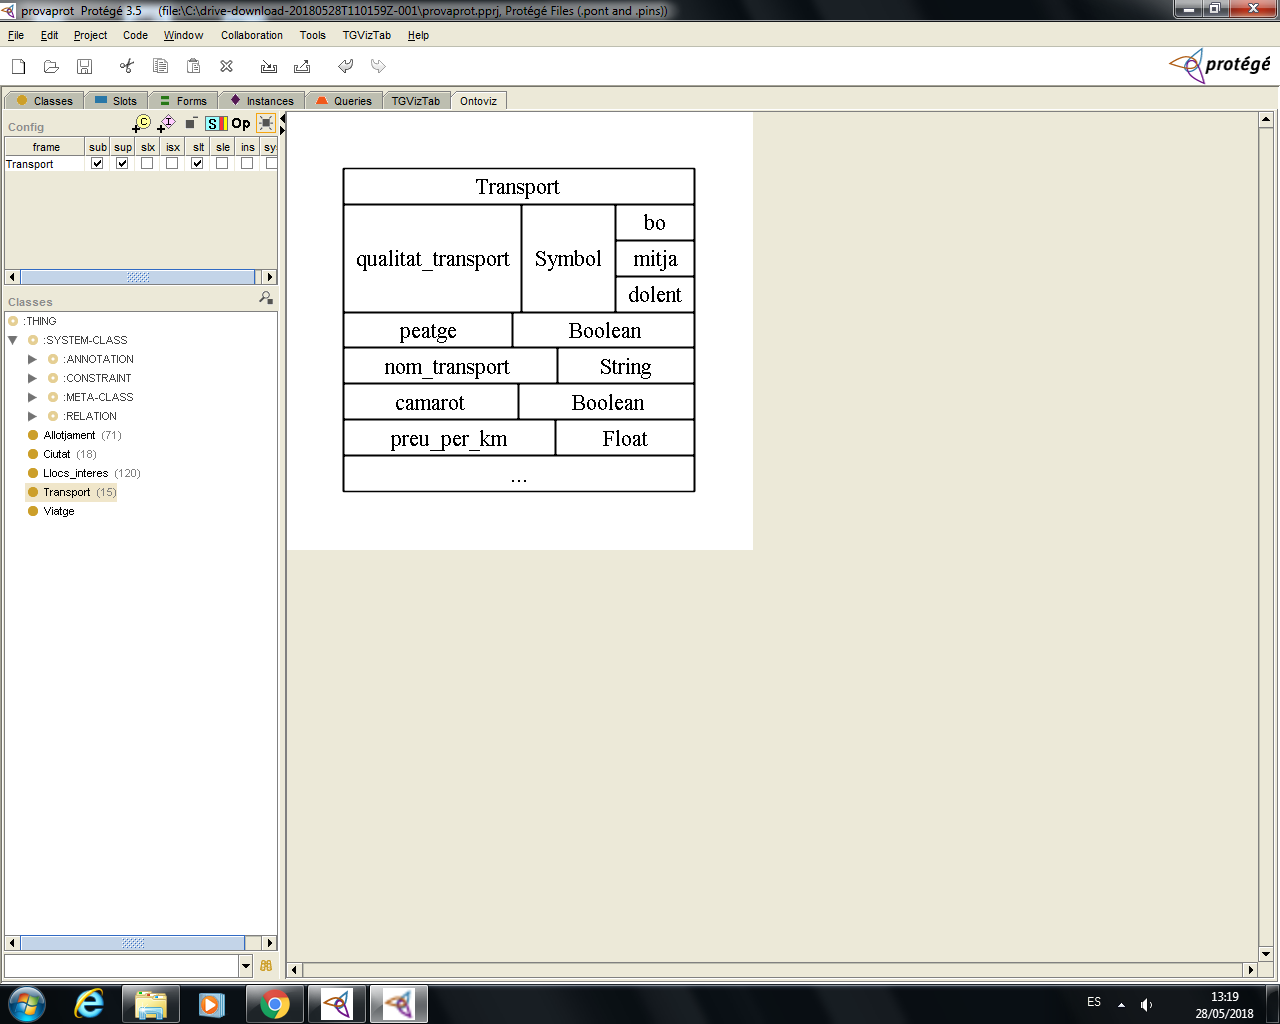 provaprot  Protégé 3.5     (file:\C:\drive-download-20180528T110159Z-001\provaprot.pprj, Protégé Files (.pont and .pins))
File Edit Project Code Window Collaboration Tools TGVizTab Help
protégé
Classes Slots Forms Instances Queries TGVizTab Ontoviz
Config C I S Op
frame sub sup slx isx slt sle ins sy
Transport
Classes
:THING
:SYSTEM-CLASS
:ANNOTATION
:CONSTRAINT
:META-CLASS
:RELATION
Allotjament (71)
Ciutat (18)
Llocs_interes (120)
Transport (15)
Viatge
Transport
qualitat_transport Symbol bo
mitja
dolent
peatge Boolean
nom_transport String
camarot Boolean
preu_per_km Float
...
ES
13:19
28/05/2018